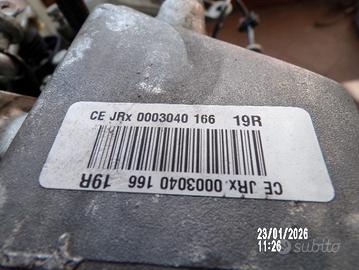 CE JRx 0003040 166 19R
CE JRx 0003040 166 19R
23/01/2026
11:26
subito